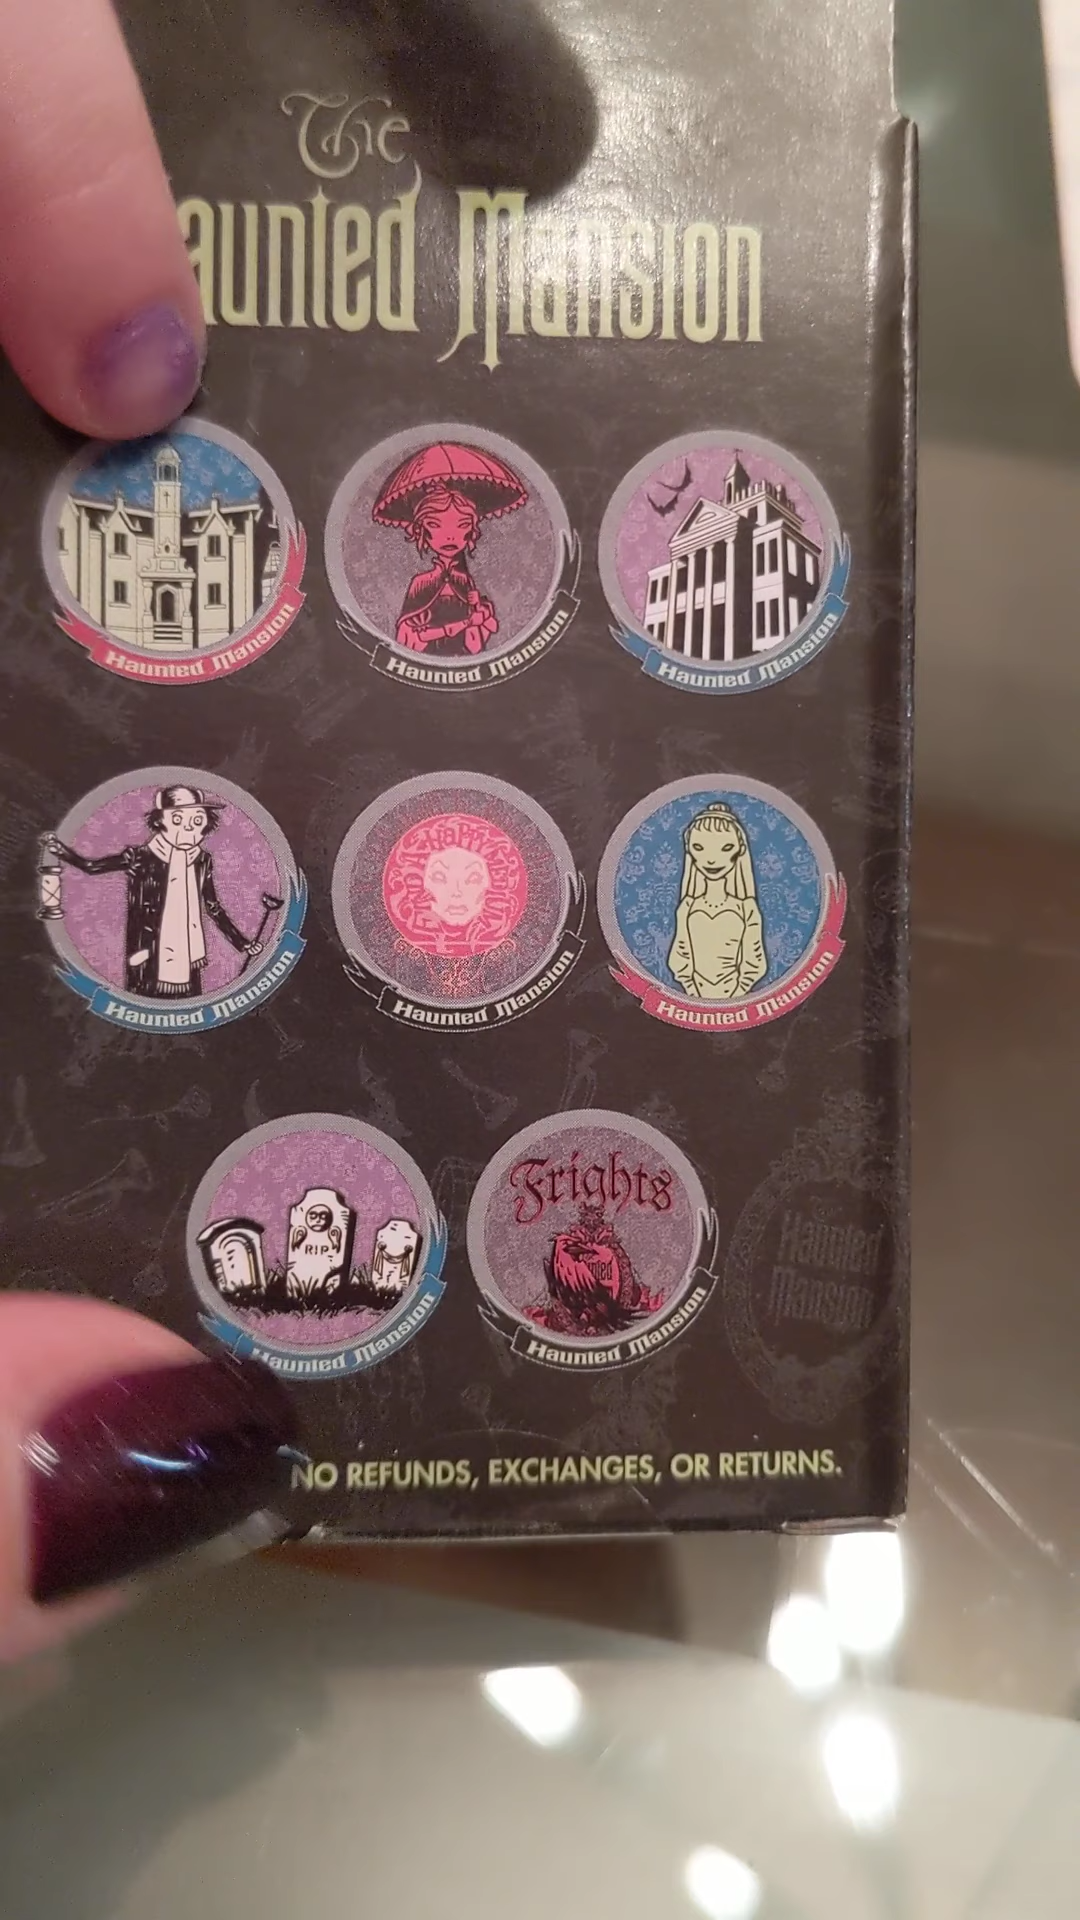 The
aunted Mansion
Haunted Mansion
Haunted Mansion
Haunted Mansion
Haunted Mansion
Haunted Mansion
Haunted Mansion
RIP
Haunted Mansion
Frights
Haunted Mansion
Haunted
Mansion
NO REFUNDS, EXCHANGES, OR RETURNS.